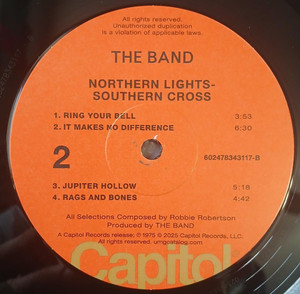 All rights reserved.
Unauthorized duplication
is a violation of applicable laws.
THE BAND
NORTHERN LIGHTS-
SOUTHERN CROSS
1. RING YOUR BELL 3:53
2. IT MAKES NO DIFFERENCE 6:30
2
602478343117-B
3. JUPITER HOLLOW 5:18
4. RAGS AND BONES 4:42
All Selections Composed by Robbie Robertson
Produced by THE BAND
A Capitol Records release; ℗ 1975 © 2025 Capitol Records, LLC.
All rights reserved. umgcatalog.com
Capitol